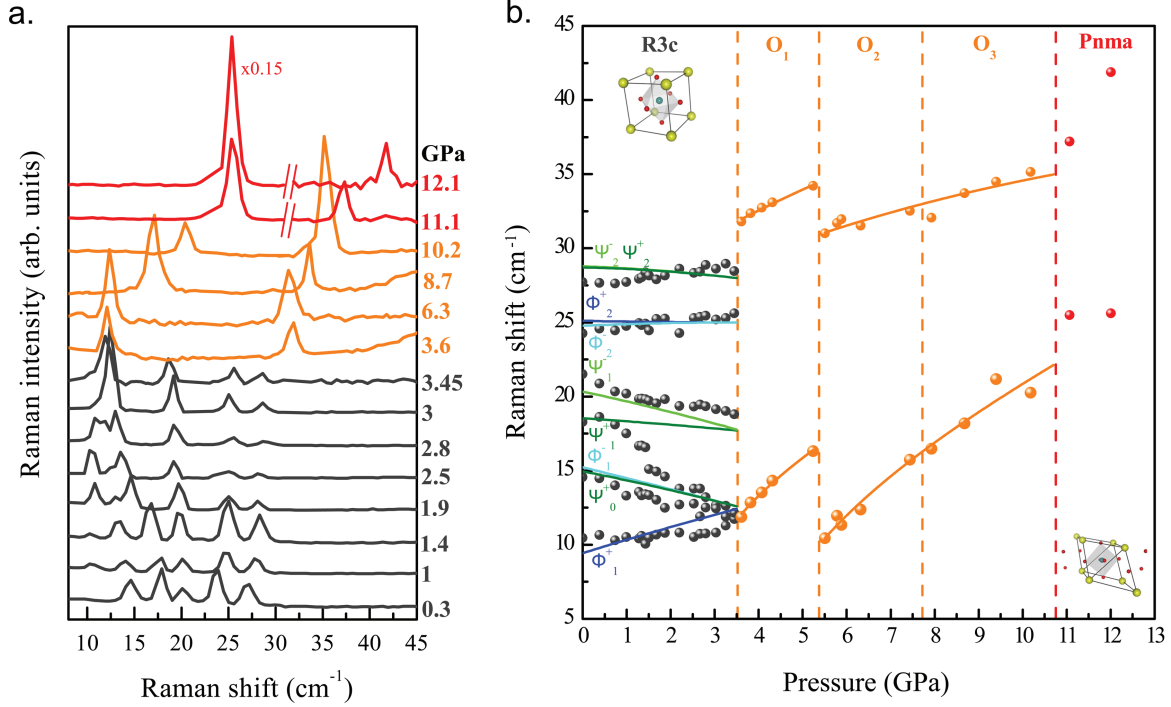 a.
x0.15
GPa
12.1
11.1
10.2
8.7
6.3
3.6
3.45
3
2.8
2.5
1.9
1.4
1
0.3
10 15 20 25 30 35 40 45
Raman shift (cm⁻¹)
Raman intensity (arb. units)
b.
R3c O₁ O₂ O₃ Pnma
45
40
35
30
25
20
15
10
5
Ψ⁻₂ Ψ⁺₂
Φ⁺₂
Φ⁻₂
Ψ⁻₁
Ψ⁺₁
Φ⁻₁
Ψ⁺₀
Φ⁺₁
0 1 2 3 4 5 6 7 8 9 10 11 12 13
Pressure (GPa)
Raman shift (cm⁻¹)